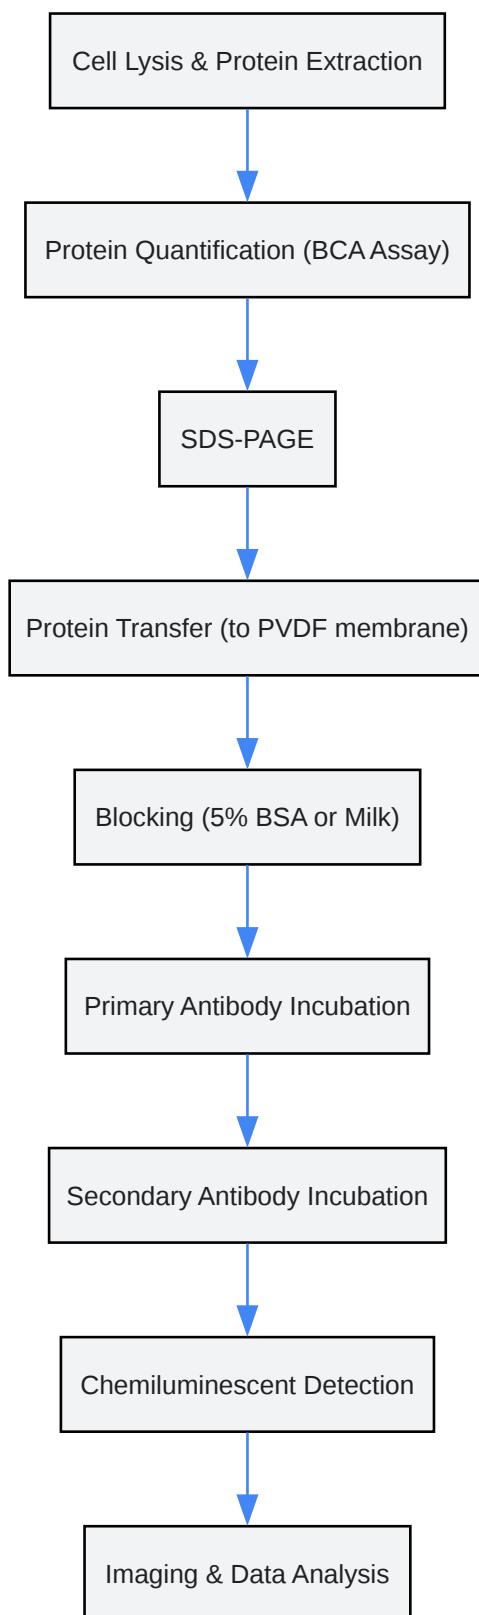 Cell Lysis & Protein Extraction
Protein Quantification (BCA Assay)
SDS-PAGE
Protein Transfer (to PVDF membrane)
Blocking (5% BSA or Milk)
Primary Antibody Incubation
Secondary Antibody Incubation
Chemiluminescent Detection
Imaging & Data Analysis